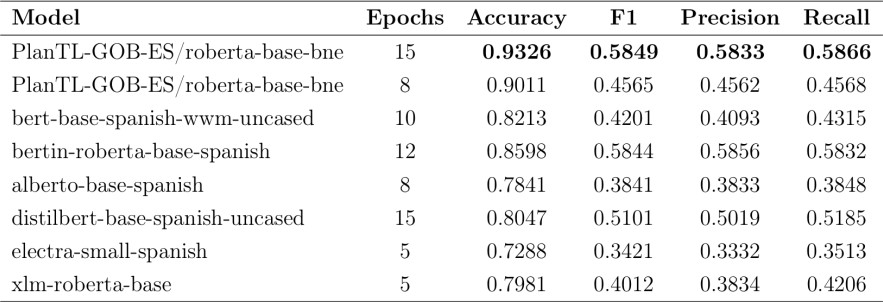 Model Epochs Accuracy F1 Precision Recall
PlanTL-GOB-ES/roberta-base-bne 15 0.9326 0.5849 0.5833 0.5866
PlanTL-GOB-ES/roberta-base-bne 8 0.9011 0.4565 0.4562 0.4568
bert-base-spanish-wwm-uncased 10 0.8213 0.4201 0.4093 0.4315
bertin-roberta-base-spanish 12 0.8598 0.5844 0.5856 0.5832
alberto-base-spanish 8 0.7841 0.3841 0.3833 0.3848
distilbert-base-spanish-uncased 15 0.8047 0.5101 0.5019 0.5185
electra-small-spanish 5 0.7288 0.3421 0.3332 0.3513
xlm-roberta-base 5 0.7981 0.4012 0.3834 0.4206